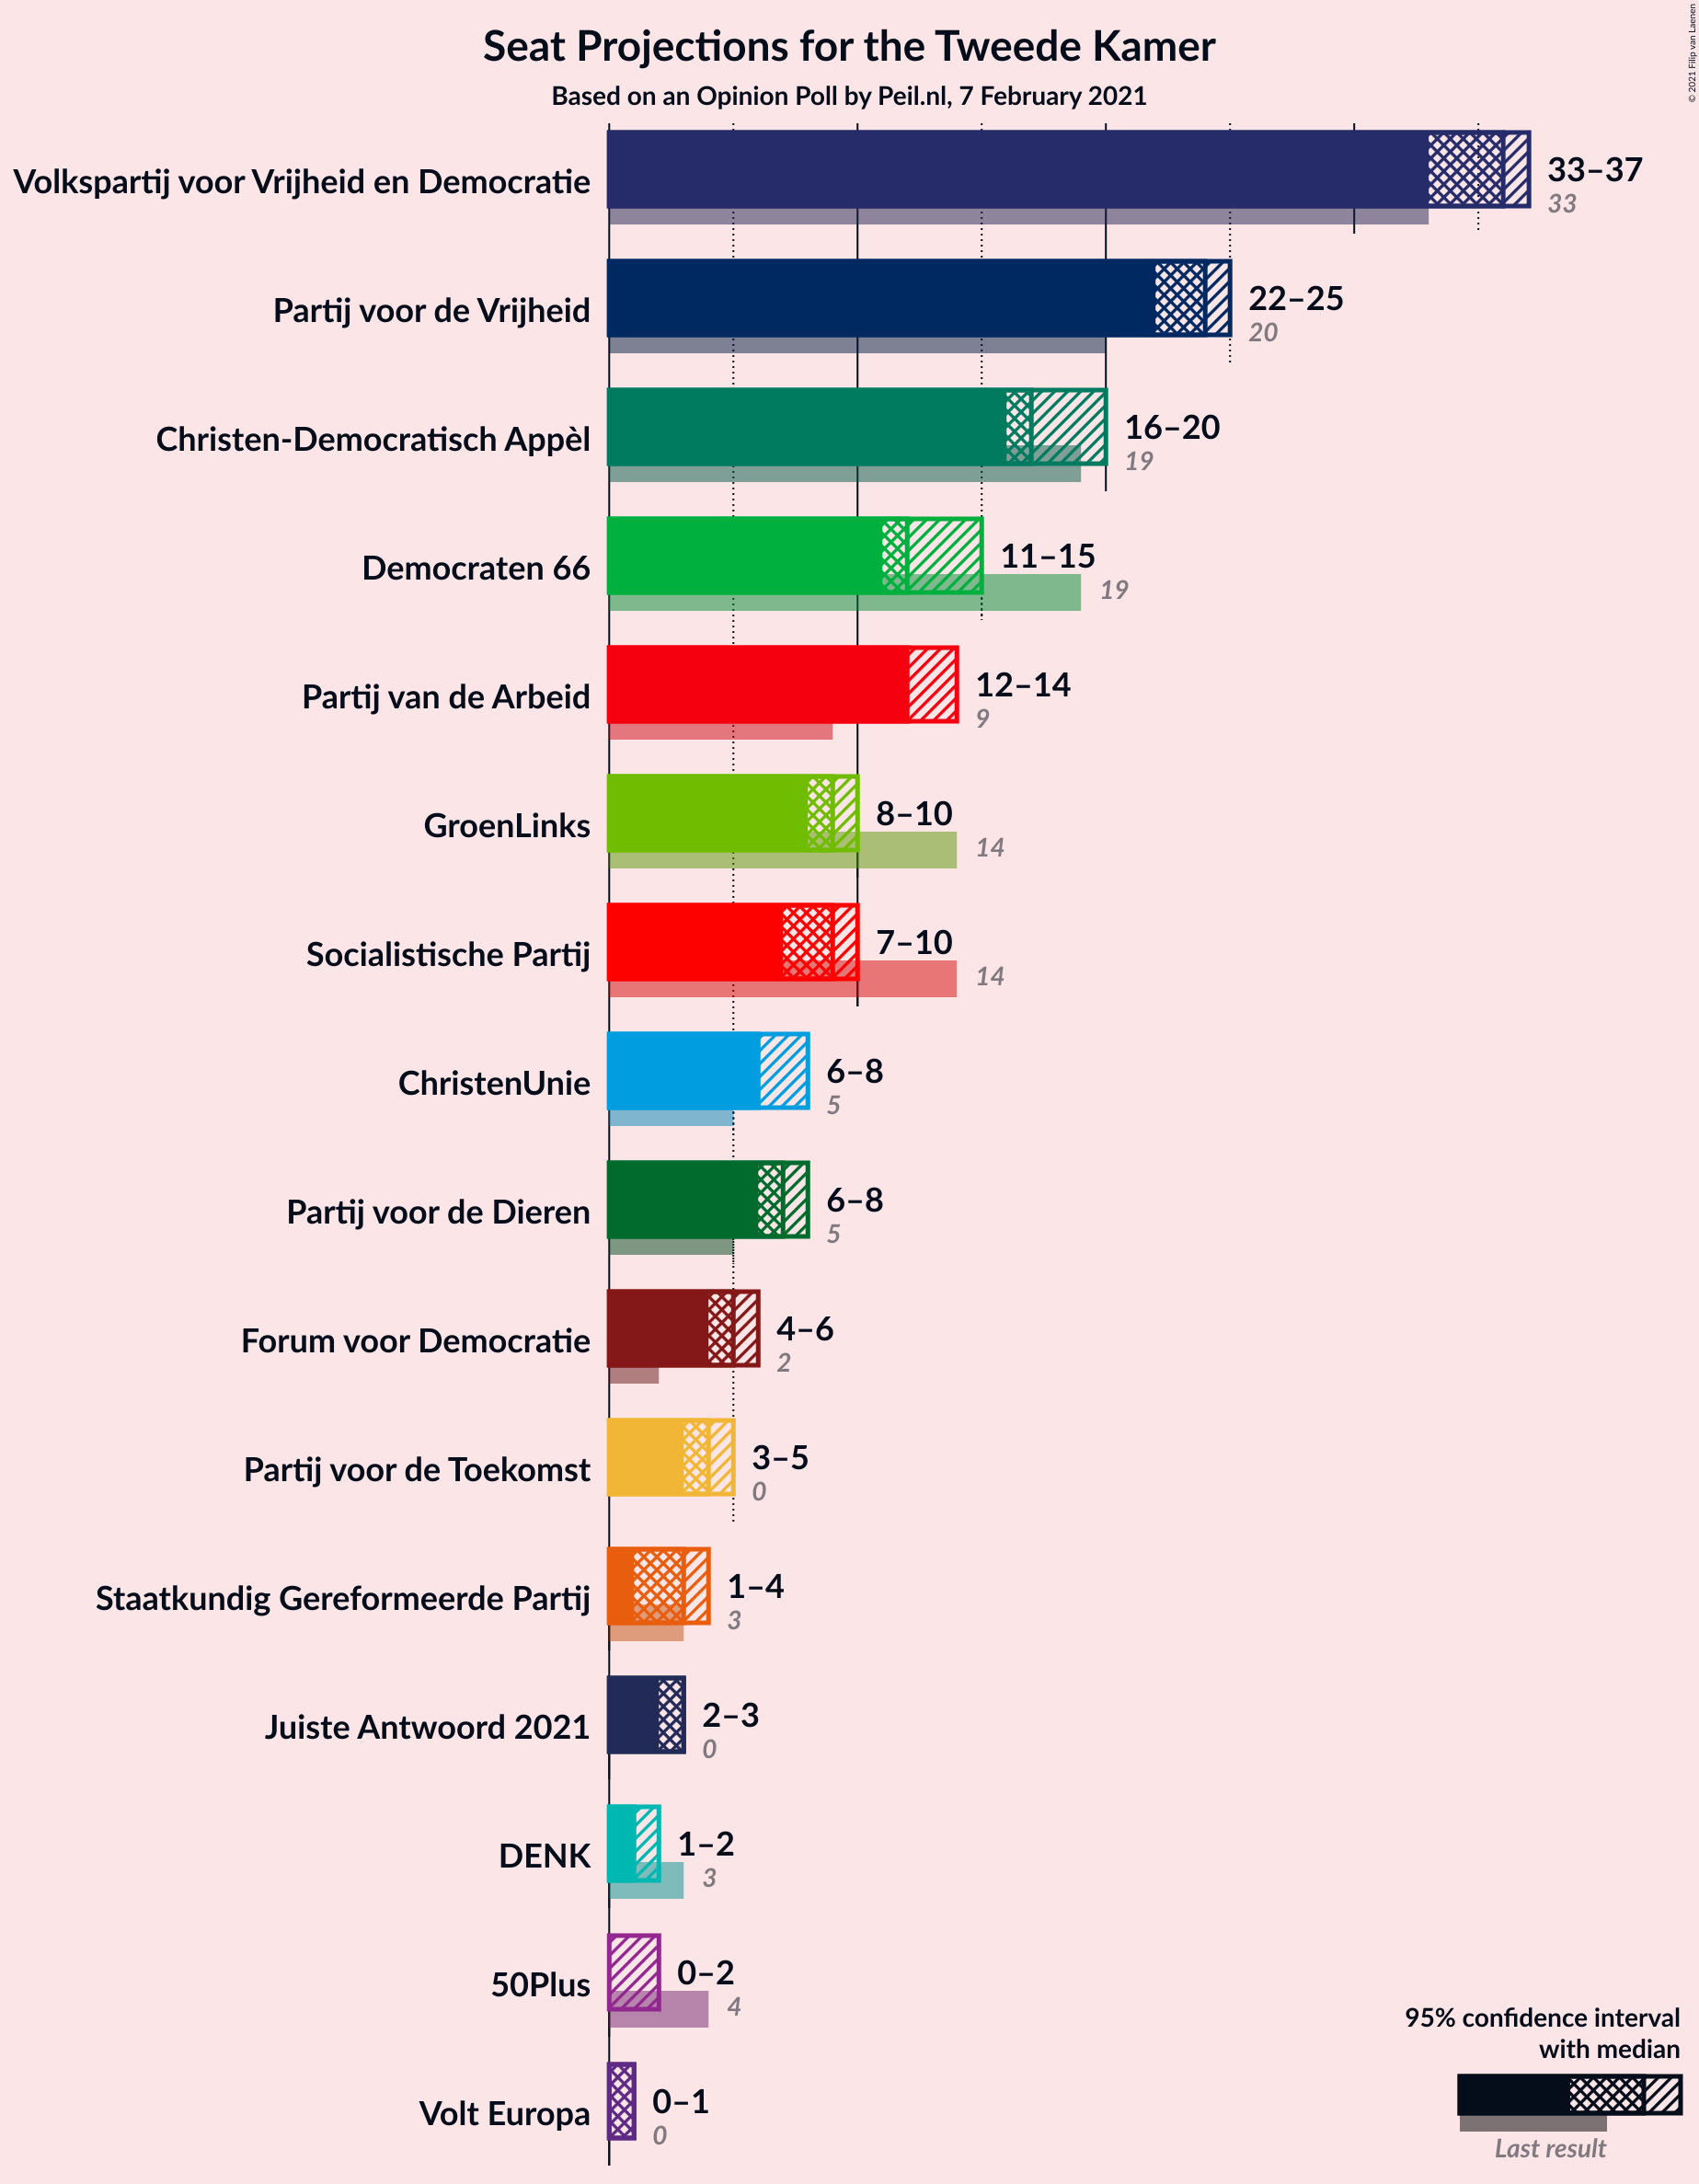 Seat Projections for the Tweede Kamer
Based on an Opinion Poll by Peil.nl, 7 February 2021
© 2021 Filip van Laenen
Volkspartij voor Vrijheid en Democratie
33–37
33
Partij voor de Vrijheid
22–25
20
Christen-Democratisch Appèl
16–20
19
Democraten 66
11–15
19
Partij van de Arbeid
12–14
9
GroenLinks
8–10
14
Socialistische Partij
7–10
14
ChristenUnie
6–8
5
Partij voor de Dieren
6–8
5
Forum voor Democratie
4–6
2
Partij voor de Toekomst
3–5
0
Staatkundig Gereformeerde Partij
1–4
3
Juiste Antwoord 2021
2–3
0
DENK
1–2
3
50Plus
0–2
4
Volt Europa
0–1
0
95% confidence interval
with median
Last result